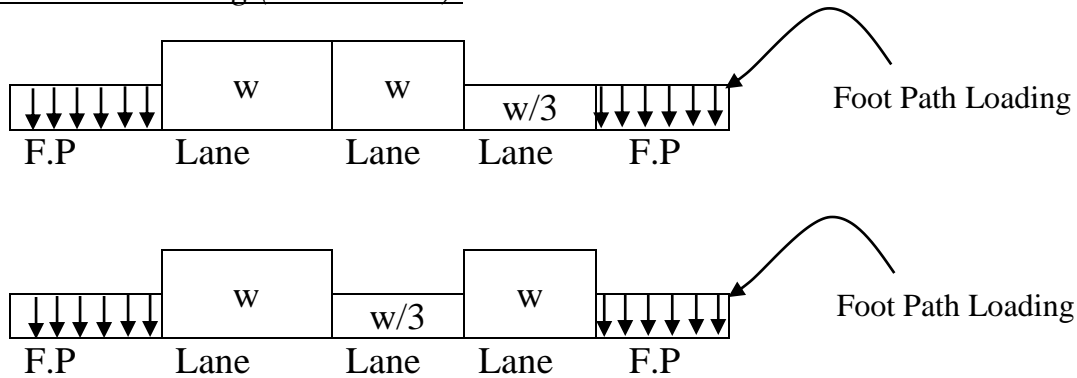 w w
w/3
Foot Path Loading
F.P Lane Lane Lane F.P
w w
w/3
Foot Path Loading
F.P Lane Lane Lane F.P